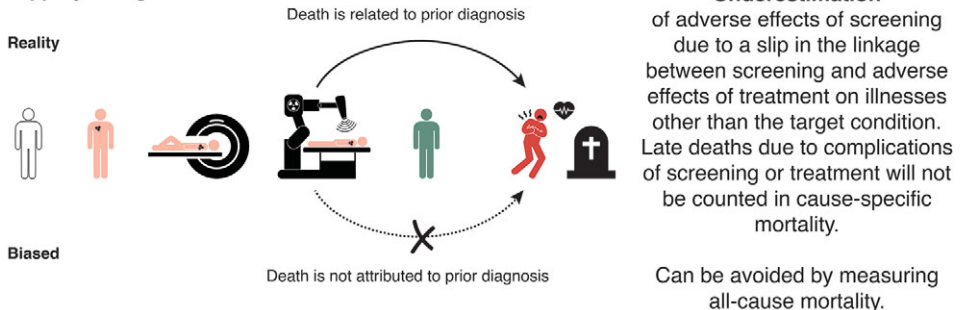 Death is related to prior diagnosis
Reality
Biased
Death is not attributed to prior diagnosis
of adverse effects of screening
due to a slip in the linkage
between screening and adverse
effects of treatment on illnesses
other than the target condition.
Late deaths due to complications
of screening or treatment will not
be counted in cause-specific
mortality.
Can be avoided by measuring
all-cause mortality.